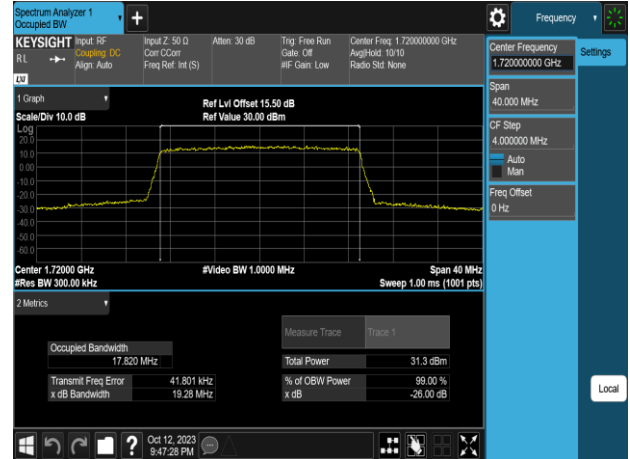 Spectrum Analyzer 1
Occupied BW
Frequency
KEYSIGHT
RL
Input: RF
Coupling: DC
Align: Auto
Input Z: 50 Ω
Corr CCorr
Freq Ref: Int (S)
Atten: 30 dB
Trig: Free Run
Gate: Off
#IF Gain: Low
Center Freq: 1.720000000 GHz
Avg|Hold: 10/10
Radio Std: None
LXI
Center Frequency
1.720000000 GHz
Settings
Span
40.000 MHz
CF Step
4.000000 MHz
Auto
Man
Freq Offset
0 Hz
Local
1 Graph
Scale/Div 10.0 dB
Ref Lvl Offset 15.50 dB
Ref Value 30.00 dBm
Log
20.0
10.0
0.00
-10.0
-20.0
-30.0
-40.0
-50.0
-60.0
Center 1.72000 GHz
#Video BW 1.0000 MHz
Span 40 MHz
#Res BW 300.00 kHz
Sweep 1.00 ms (1001 pts)
2 Metrics
Measure Trace
Trace 1
Occupied Bandwidth
17.820 MHz
Total Power
31.3 dBm
Transmit Freq Error
41.801 kHz
% of OBW Power
99.00 %
x dB Bandwidth
19.28 MHz
x dB
-26.00 dB
?
Oct 12, 2023
9:47:28 PM